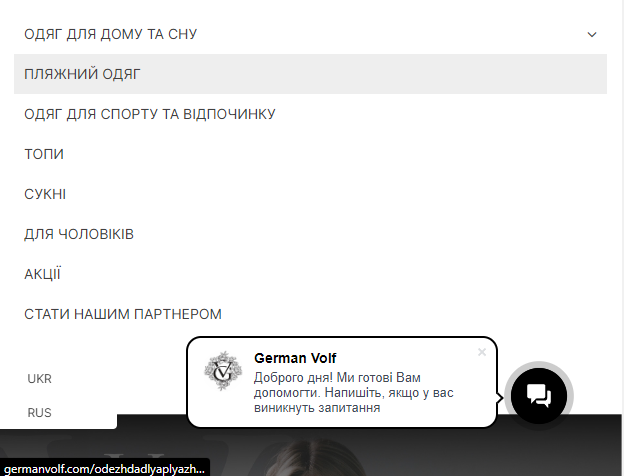 ОДЯГ ДЛЯ ДОМУ ТА СНУ
ПЛЯЖНИЙ ОДЯГ
ОДЯГ ДЛЯ СПОРТУ ТА ВІДПОЧИНКУ
ТОПИ
СУКНІ
ДЛЯ ЧОЛОВІКІВ
АКЦІЇ
СТАТИ НАШИМ ПАРТНЕРОМ
German Volf
Доброго дня! Ми готові Вам
допомогти. Напишіть, якщо у вас
виникнуть запитання
UKR
RUS
germanvolf.com/odezhdadlyaplyazh...